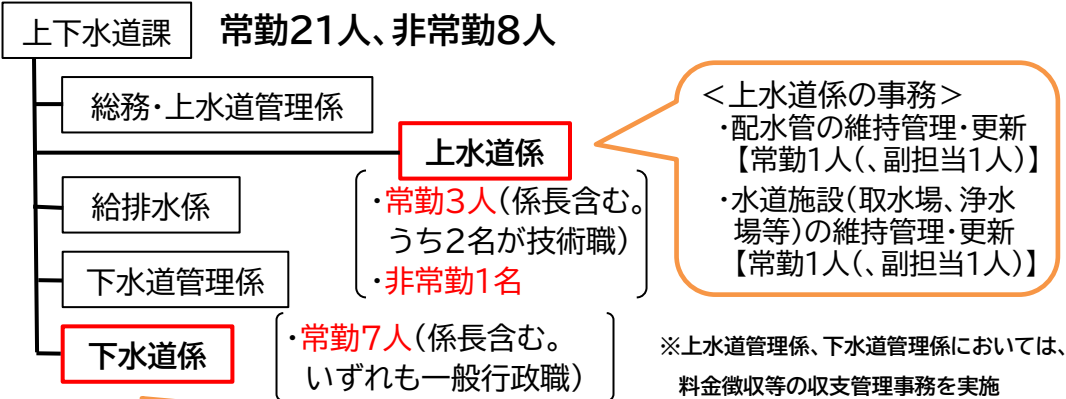 上下水道課
常勤21人、非常勤8人
総務・上水道管理係
上水道係
・常勤3人(係長含む。
うち2名が技術職)
・非常勤1名
<上水道係の事務>
・配水管の維持管理・更新
【常勤1人(、副担当1人)】
・水道施設(取水場、浄水
場等)の維持管理・更新
【常勤1人(、副担当1人)】
給排水係
下水道管理係
下水道係
・常勤7人(係長含む。
いずれも一般行政職)
※上水道管理係、下水道管理係においては、
料金徴収等の収支管理事務を実施